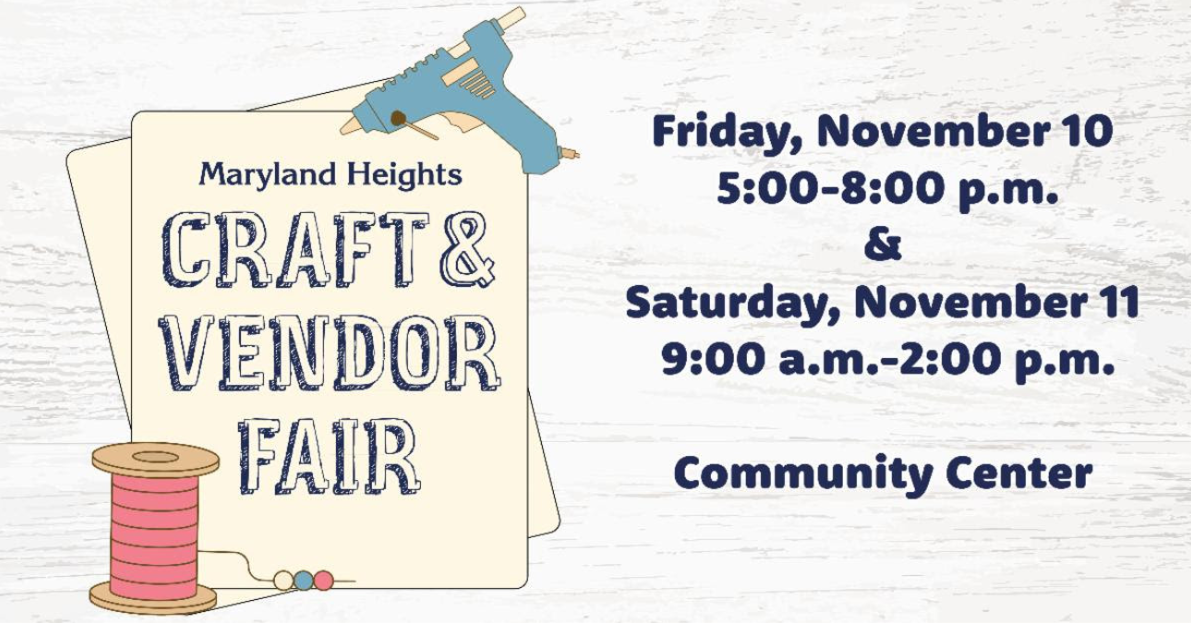 Maryland Heights
CRAFT &
VENDOR
FAIR
Friday, November 10
5:00-8:00 p.m.
&
Saturday, November 11
9:00 a.m.-2:00 p.m.
Community Center